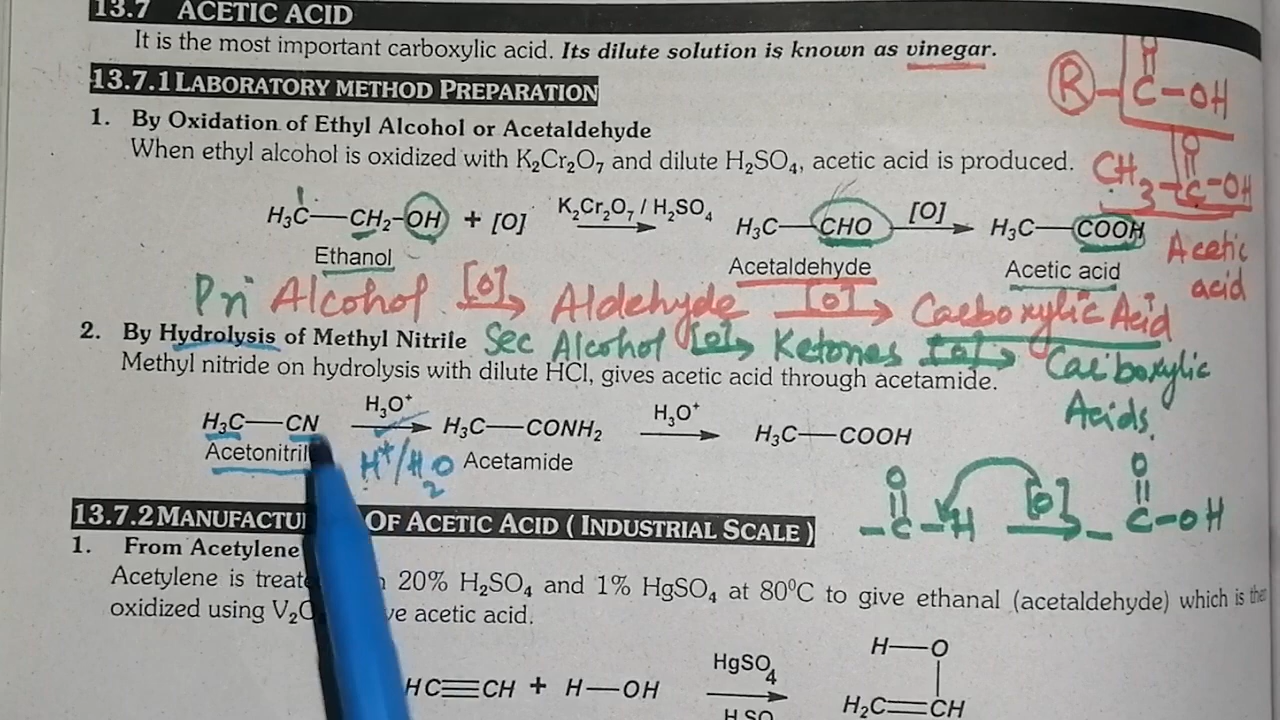 13.7 ACETIC ACID
It is the most important carboxylic acid. Its dilute solution is known as vinegar.
13.7.1 LABORATORY METHOD PREPARATION
O
R-C-OH
1. By Oxidation of Ethyl Alcohol or Acetaldehyde
When ethyl alcohol is oxidized with K₂Cr₂O₇ and dilute H₂SO₄, acetic acid is produced.
O
CH₃-C-OH
H₃C—CH₂-OH + [O] K₂Cr₂O₇ / H₂SO₄ H₃C—CHO [O] H₃C—COOH
Ethanol Acetaldehyde Acetic acid
Acetic acid
Pri Alcohol [O] Aldehyde [O] Carboxylic Acid
2. By Hydrolysis of Methyl Nitrile
Sec Alcohol [O] Ketones [O] Carboxylic Acids.
Methyl nitride on hydrolysis with dilute HCl, gives acetic acid through acetamide.
H₃C—CN H₃O⁺ H₃C—CONH₂ H₃O⁺ H₃C—COOH
H⁺/H₂O Acetamide
O O
-C-H [O] -C-OH
13.7.2 OF ACETIC ACID ( INDUSTRIAL SCALE )
1. From Acetylene
Acetylene is 20% H₂SO₄ and 1% HgSO₄ at 80⁰C to give ethanal (acetaldehyde) which is then
oxidized using acetic acid.
H—O
HC≡CH + H—OH HgSO₄ H₂C=CH